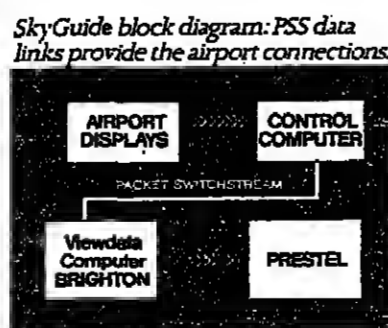 SkyGuide block diagram: PSS data
links provide the airport connections
AIRPORT
DISPLAYS
CONTROL
COMPUTER
PACKET SWITCHSTREAM
Viewdata
Computer
BRIGHTON
PRESTEL